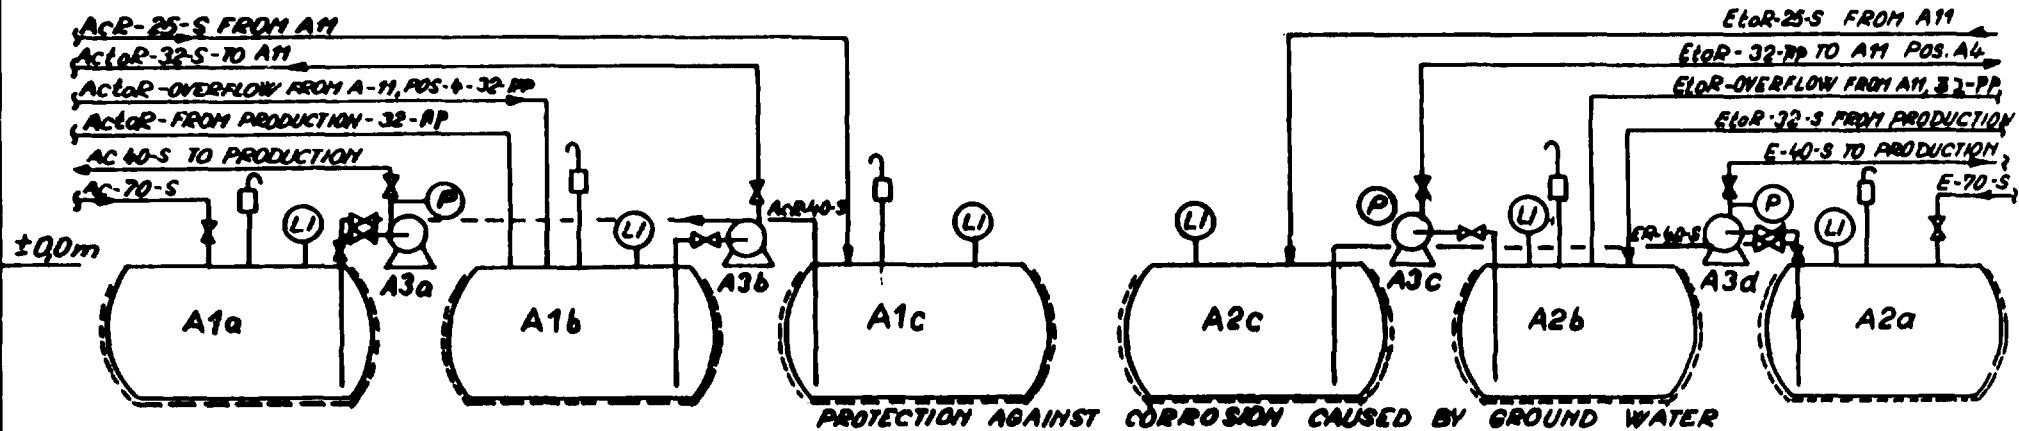 AcR-25-S FROM A11
ActoR-32-S-TO A11
ActoR-OVERFLOW FROM A-11, POS-4-32-PP
ActoR-FROM PRODUCTION-32-PP
AC 40-S TO PRODUCTION
Ac-70-S
±0,0m
EtoR-25-S FROM A11
EtoR-32-PP TO A11 POS. A4
EtoR-OVERFLOW FROM A11, 32-PP
EtoR-32-S FROM PRODUCTION
E-40-S TO PRODUCTION
E-70-S
LI
P
LI
AcR-40-S
LI
LI
P
LI
ER-40-S
P
LI
A3a
A3b
A3c
A3d
A1a
A1b
A1c
A2c
A2b
A2a
PROTECTION AGAINST CORROSION CAUSED BY GROUND WATER